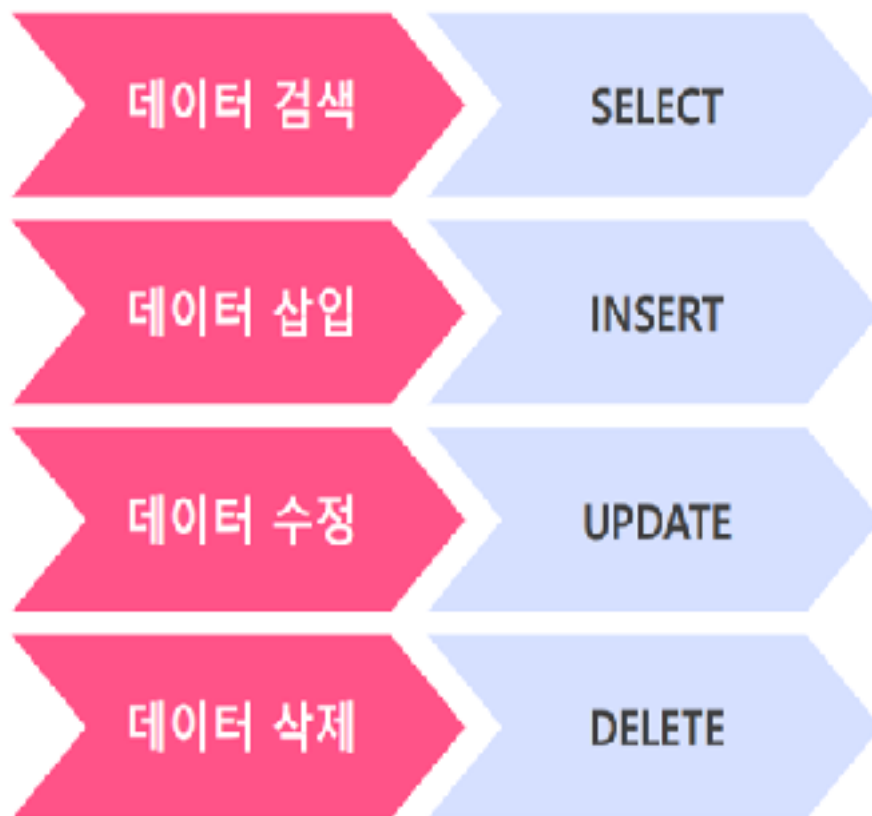 데이터 검색
SELECT
데이터 삽입
INSERT
데이터 수정
UPDATE
데이터 삭제
DELETE